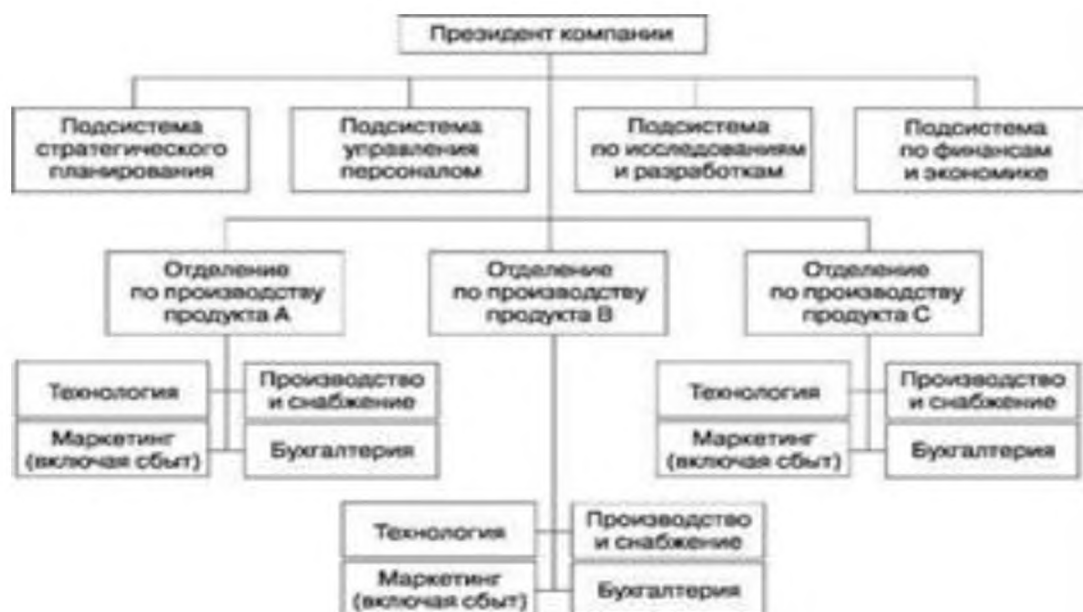 Президент компании
Подсистема
стратегического
планирования
Подсистема
управления
персоналом
Подсистема
по исследованиям
и разработкам
Подсистема
по финансам
и экономике
Отделение
по производству
продукта А
Отделение
по производству
продукта В
Отделение
по производству
продукта С
Технология
Производство
и снабжение
Маркетинг
(включая сбыт)
Бухгалтерия
Технология
Производство
и снабжение
Маркетинг
(включая сбыт)
Бухгалтерия
Технология
Производство
и снабжение
Маркетинг
(включая сбыт)
Бухгалтерия